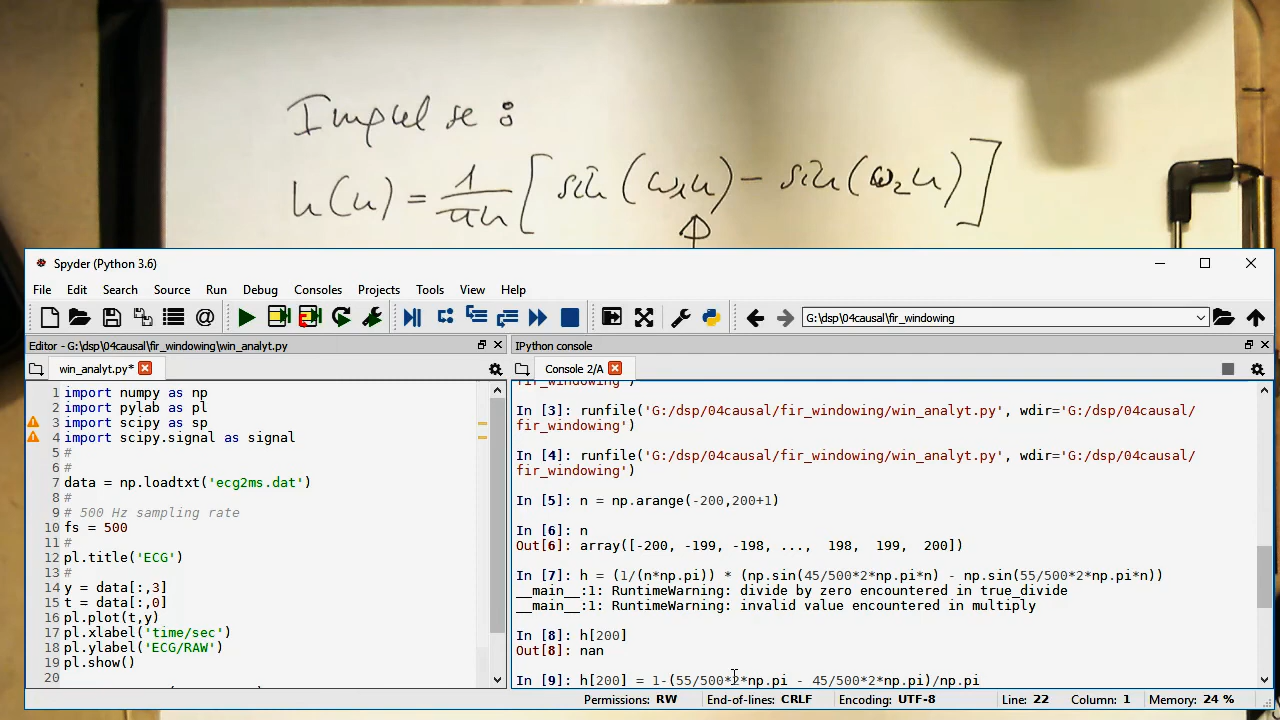 Impulse:
h(n) = 1/πn [sin(ω₁n) - sin(ω₂n)]
Spyder (Python 3.6)
File Edit Search Source Run Debug Consoles Projects Tools View Help
G:\dsp\04causal\fir_windowing
Editor - G:\dsp\04causal\fir_windowing\win_analyt.py
win_analyt.py*
1 import numpy as np
2 import pylab as pl
3 import scipy as sp
4 import scipy.signal as signal
5 #
6 #
7 data = np.loadtxt('ecg2ms.dat')
8 #
9 # 500 Hz sampling rate
10 fs = 500
11 #
12 pl.title('ECG')
13 #
14 y = data[:,3]
15 t = data[:,0]
16 pl.plot(t,y)
17 pl.xlabel('time/sec')
18 pl.ylabel('ECG/RAW')
19 pl.show()
20
IPython console
Console 2/A
fir_windowing')
In [3]: runfile('G:/dsp/04causal/fir_windowing/win_analyt.py', wdir='G:/dsp/04causal/
fir_windowing')
In [4]: runfile('G:/dsp/04causal/fir_windowing/win_analyt.py', wdir='G:/dsp/04causal/
fir_windowing')
In [5]: n = np.arange(-200,200+1)
In [6]: n
Out[6]: array([-200, -199, -198, ..., 198, 199, 200])
In [7]: h = (1/(n*np.pi)) * (np.sin(45/500*2*np.pi*n) - np.sin(55/500*2*np.pi*n))
__main__:1: RuntimeWarning: divide by zero encountered in true_divide
__main__:1: RuntimeWarning: invalid value encountered in multiply
In [8]: h[200]
Out[8]: nan
In [9]: h[200] = 1-(55/500*2*np.pi - 45/500*2*np.pi)/np.pi
Permissions: RW End-of-lines: CRLF Encoding: UTF-8 Line: 22 Column: 1 Memory: 24 %